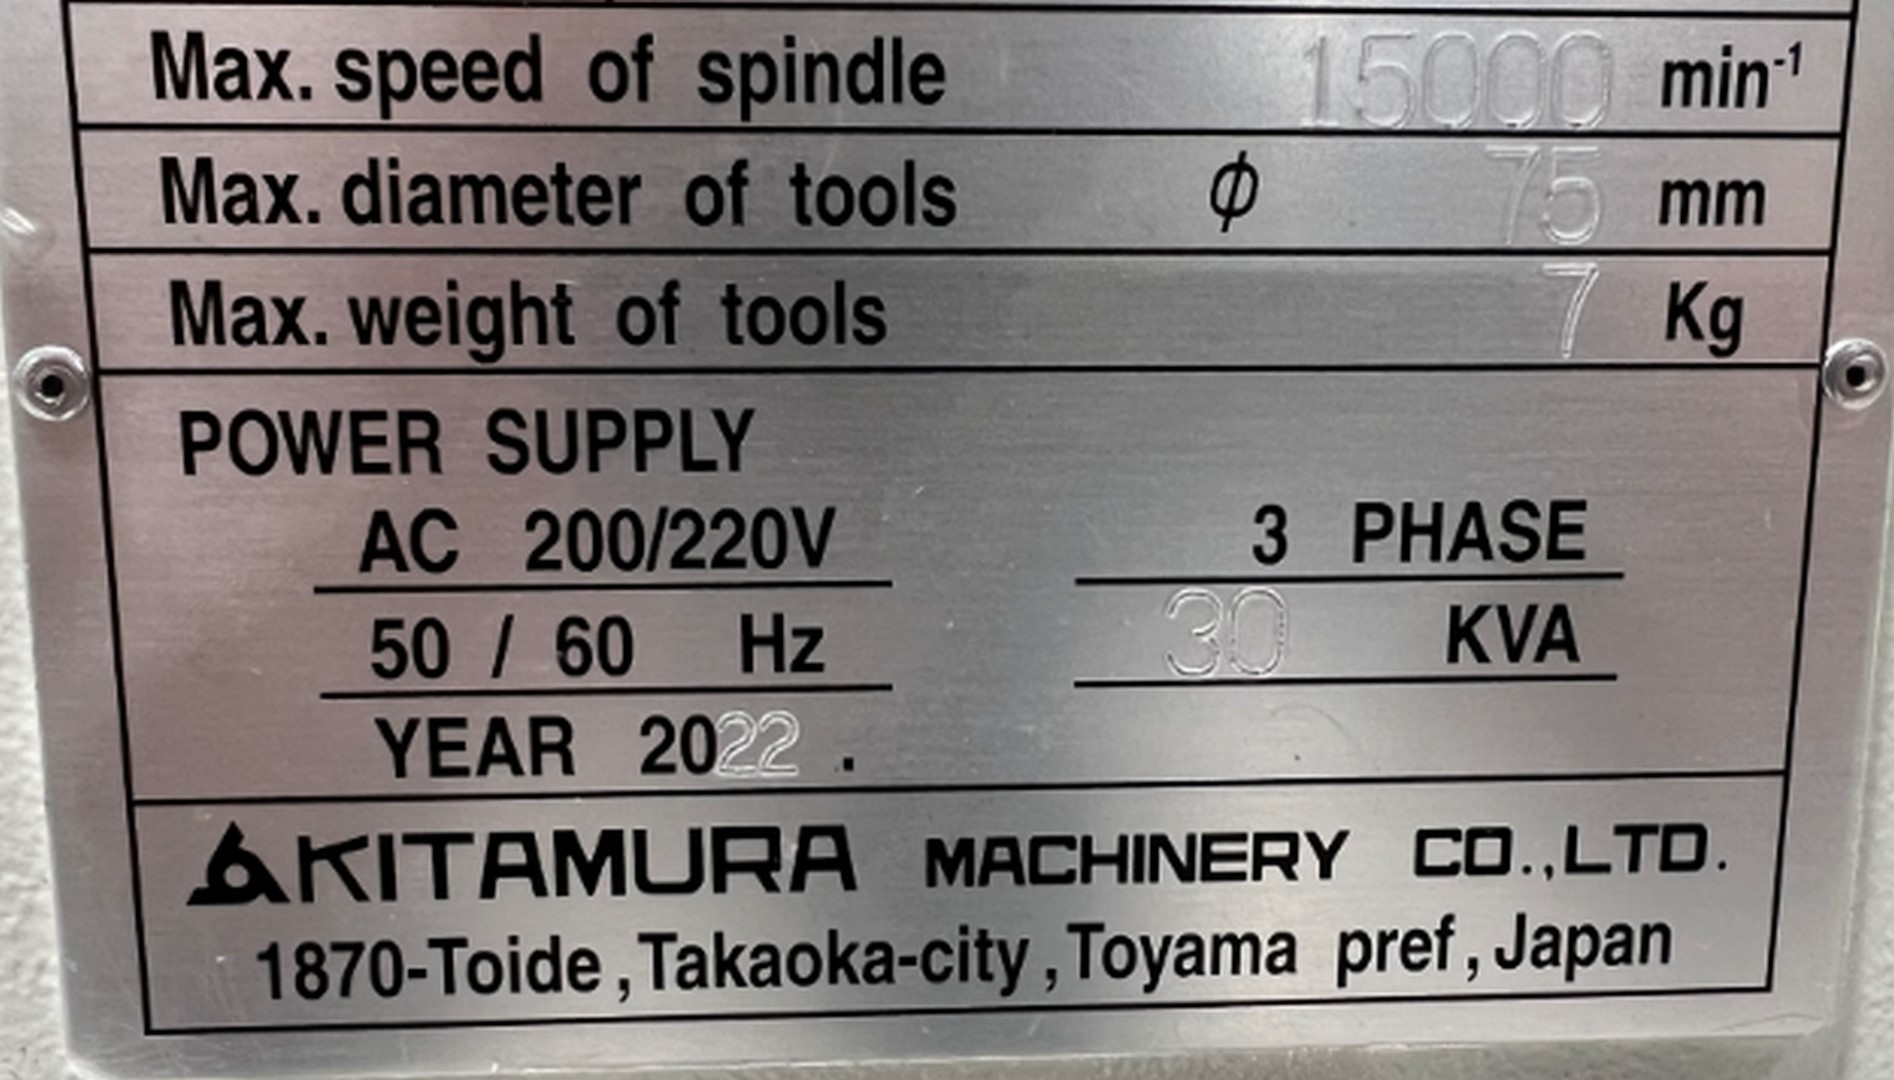 Max. speed of spindle 15000 min-1
Max. diameter of tools ϕ 75 mm
Max. weight of tools 7 Kg
POWER SUPPLY
AC 200/220V 3 PHASE
50 / 60 Hz 30 KVA
YEAR 2022 .
KITAMURA MACHINERY CO.,LTD.
1870-Toide,Takaoka-city,Toyama pref,Japan